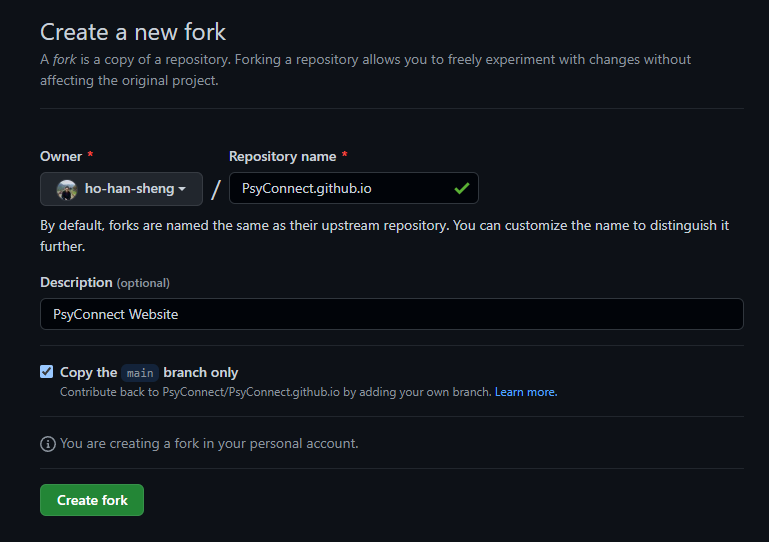 Create a new fork
A fork is a copy of a repository. Forking a repository allows you to freely experiment with changes without
affecting the original project.
Owner * Repository name *
ho-han-sheng / PsyConnect.github.io
By default, forks are named the same as their upstream repository. You can customize the name to distinguish it
further.
Description (optional)
PsyConnect Website
Copy the main branch only
Contribute back to PsyConnect/PsyConnect.github.io by adding your own branch. Learn more.
You are creating a fork in your personal account.
Create fork